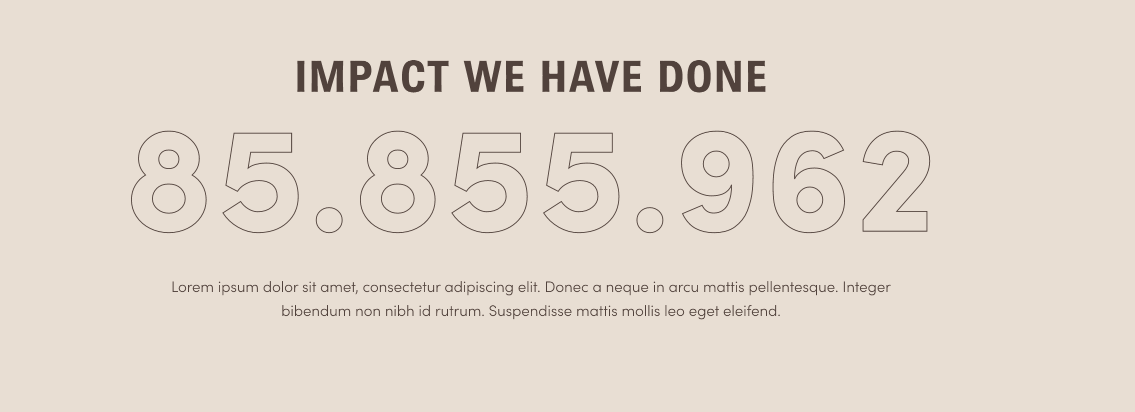 IMPACT WE HAVE DONE
85.855.962
Lorem ipsum dolor sit amet, consectetur adipiscing elit. Donec a neque in arcu mattis pellentesque. Integer
bibendum non nibh id rutrum. Suspendisse mattis mollis leo eget eleifend.